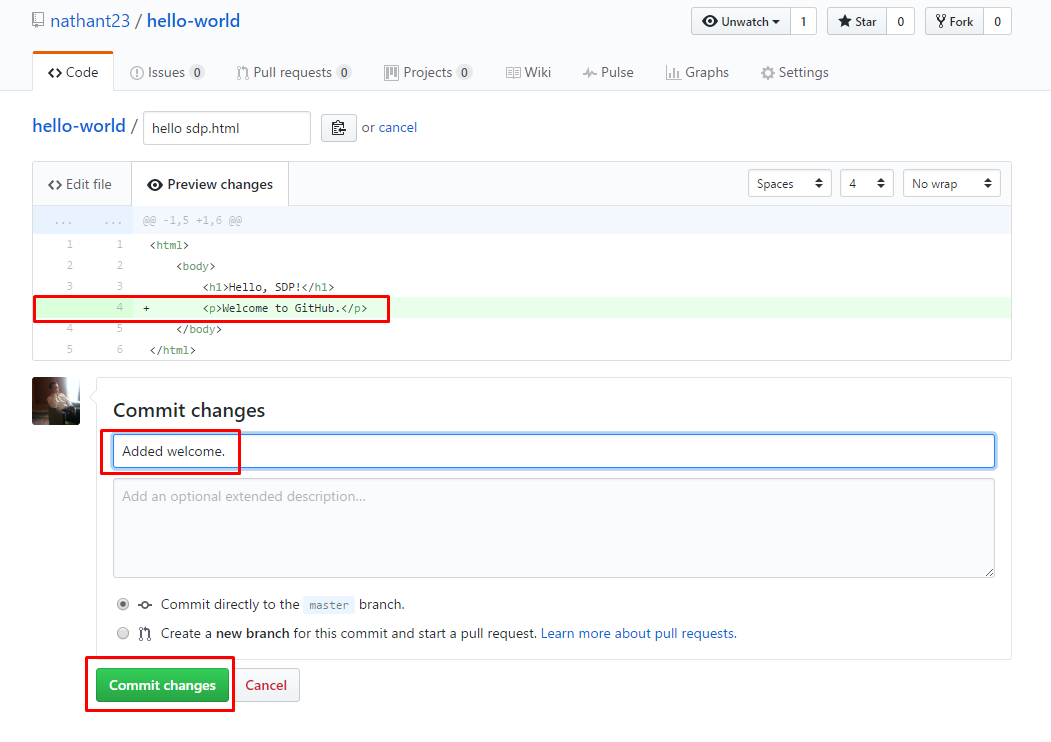 nathant23 / hello-world Unwatch 1 Star 0 Fork 0
Code Issues 0 Pull requests 0 Projects 0 Wiki Pulse Graphs Settings
hello-world / hello sdp.html or cancel
Edit file Preview changes Spaces 4 No wrap
... ... @@ -1,5 +1,6 @@
1 1 <html>
2 2 <body>
3 3 <h1>Hello, SDP!</h1>
4 + <p>Welcome to GitHub.</p>
4 5 </body>
5 6 </html>
Commit changes
Added welcome.
Add an optional extended description...
Commit directly to the master branch.
Create a new branch for this commit and start a pull request. Learn more about pull requests.
Commit changes Cancel